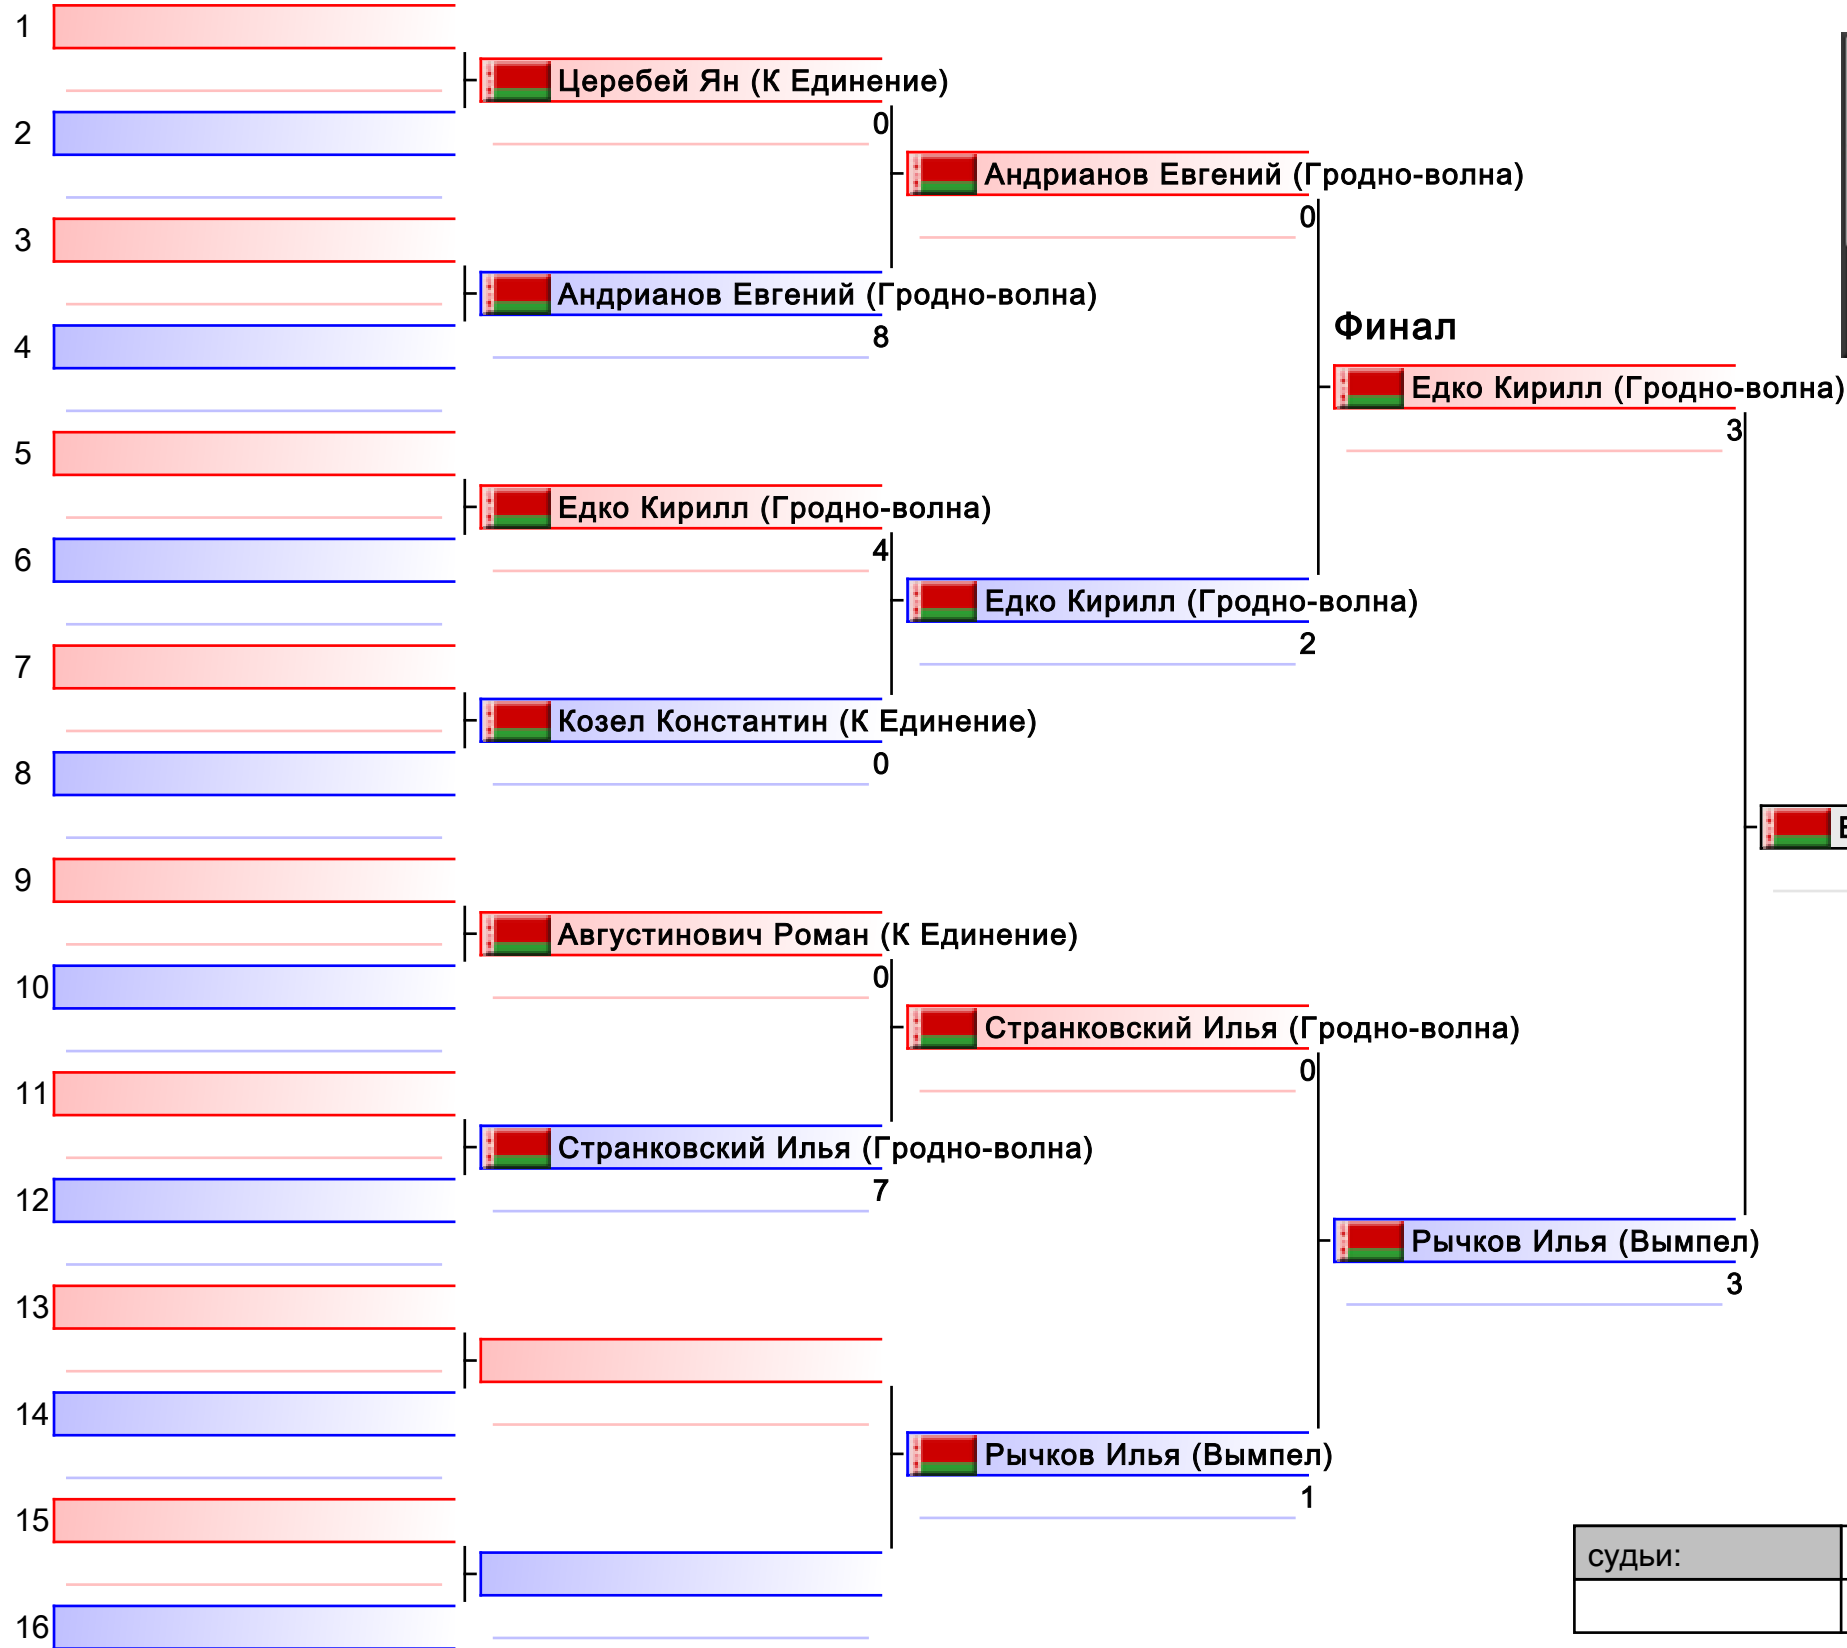 1
Церебей Ян (К Единение)
0
2
Андрианов Евгений (Гродно-волна)
0
3
Андрианов Евгений (Гродно-волна)
8
4
Финал
Едко Кирилл (Гродно-волна)
3
5
Едко Кирилл (Гродно-волна)
4
6
Едко Кирилл (Гродно-волна)
2
7
Козел Константин (К Единение)
0
8
9
Августинович Роман (К Единение)
0
10
Странковский Илья (Гродно-волна)
0
11
Странковский Илья (Гродно-волна)
7
12
Рычков Илья (Вымпел)
3
13
14
Рычков Илья (Вымпел)
1
15
судьи:
16